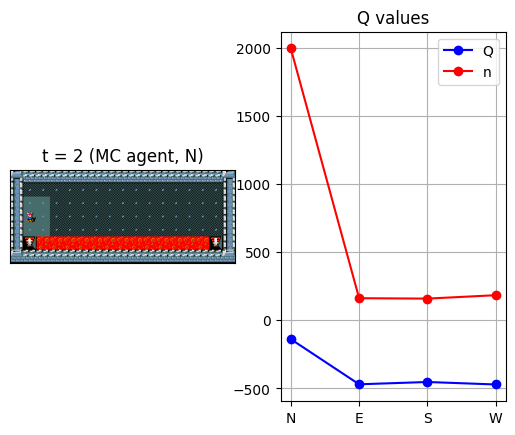 Q values
t = 2 (MC agent, N)
2000
1500
1000
500
0
−500
N E S W
Q
n